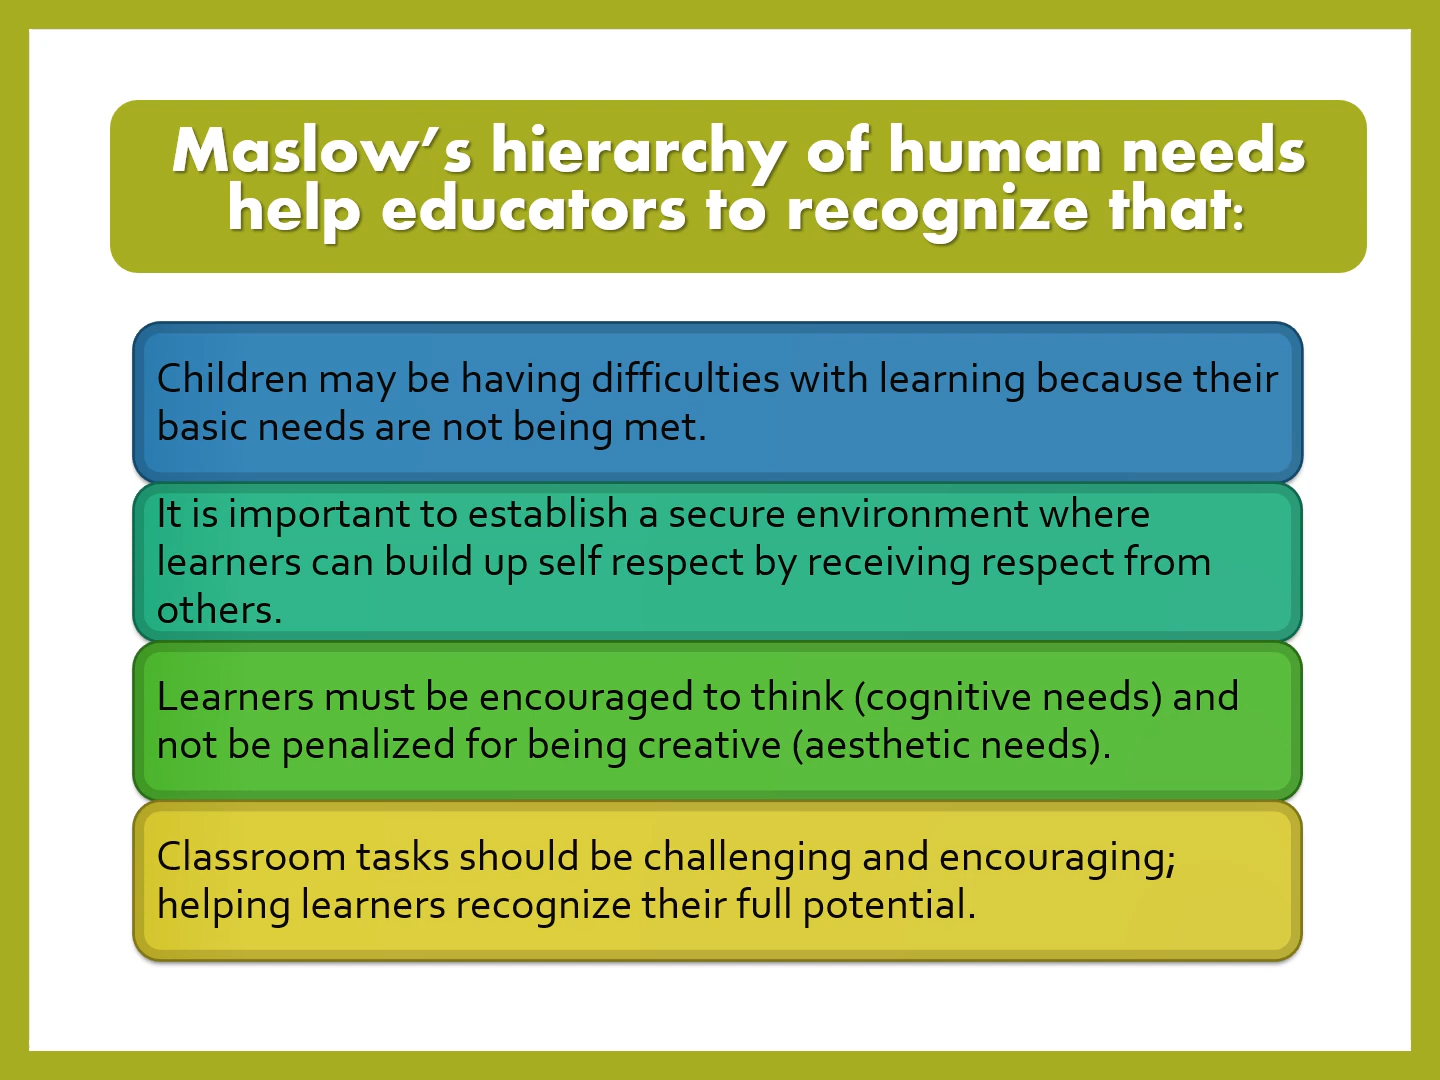 Maslow’s hierarchy of human needs
help educators to recognize that:
Children may be having difficulties with learning because their
basic needs are not being met.
It is important to establish a secure environment where
learners can build up self respect by receiving respect from
others.
Learners must be encouraged to think (cognitive needs) and
not be penalized for being creative (aesthetic needs).
Classroom tasks should be challenging and encouraging;
helping learners recognize their full potential.